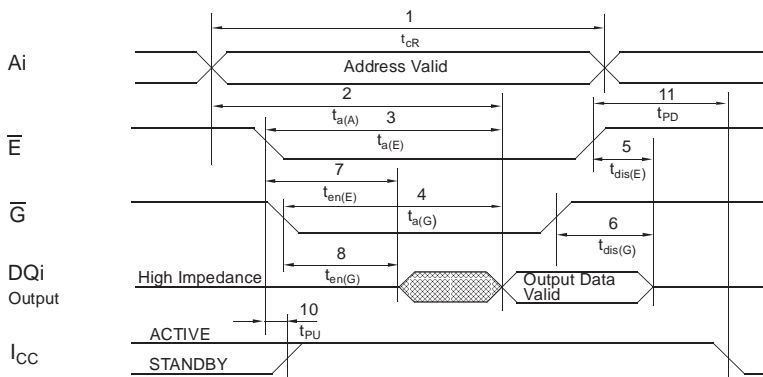 1
tcR
Ai
Address Valid
2
11
ta(A)
3
tPD
E
ta(E)
5
7
4
tdis(E)
ten(E)
G
ta(G)
6
8
tdis(G)
DQi
High Impedance
ten(G)
Output Data
Output
Valid
10
ACTIVE
tPU
ICC
STANDBY